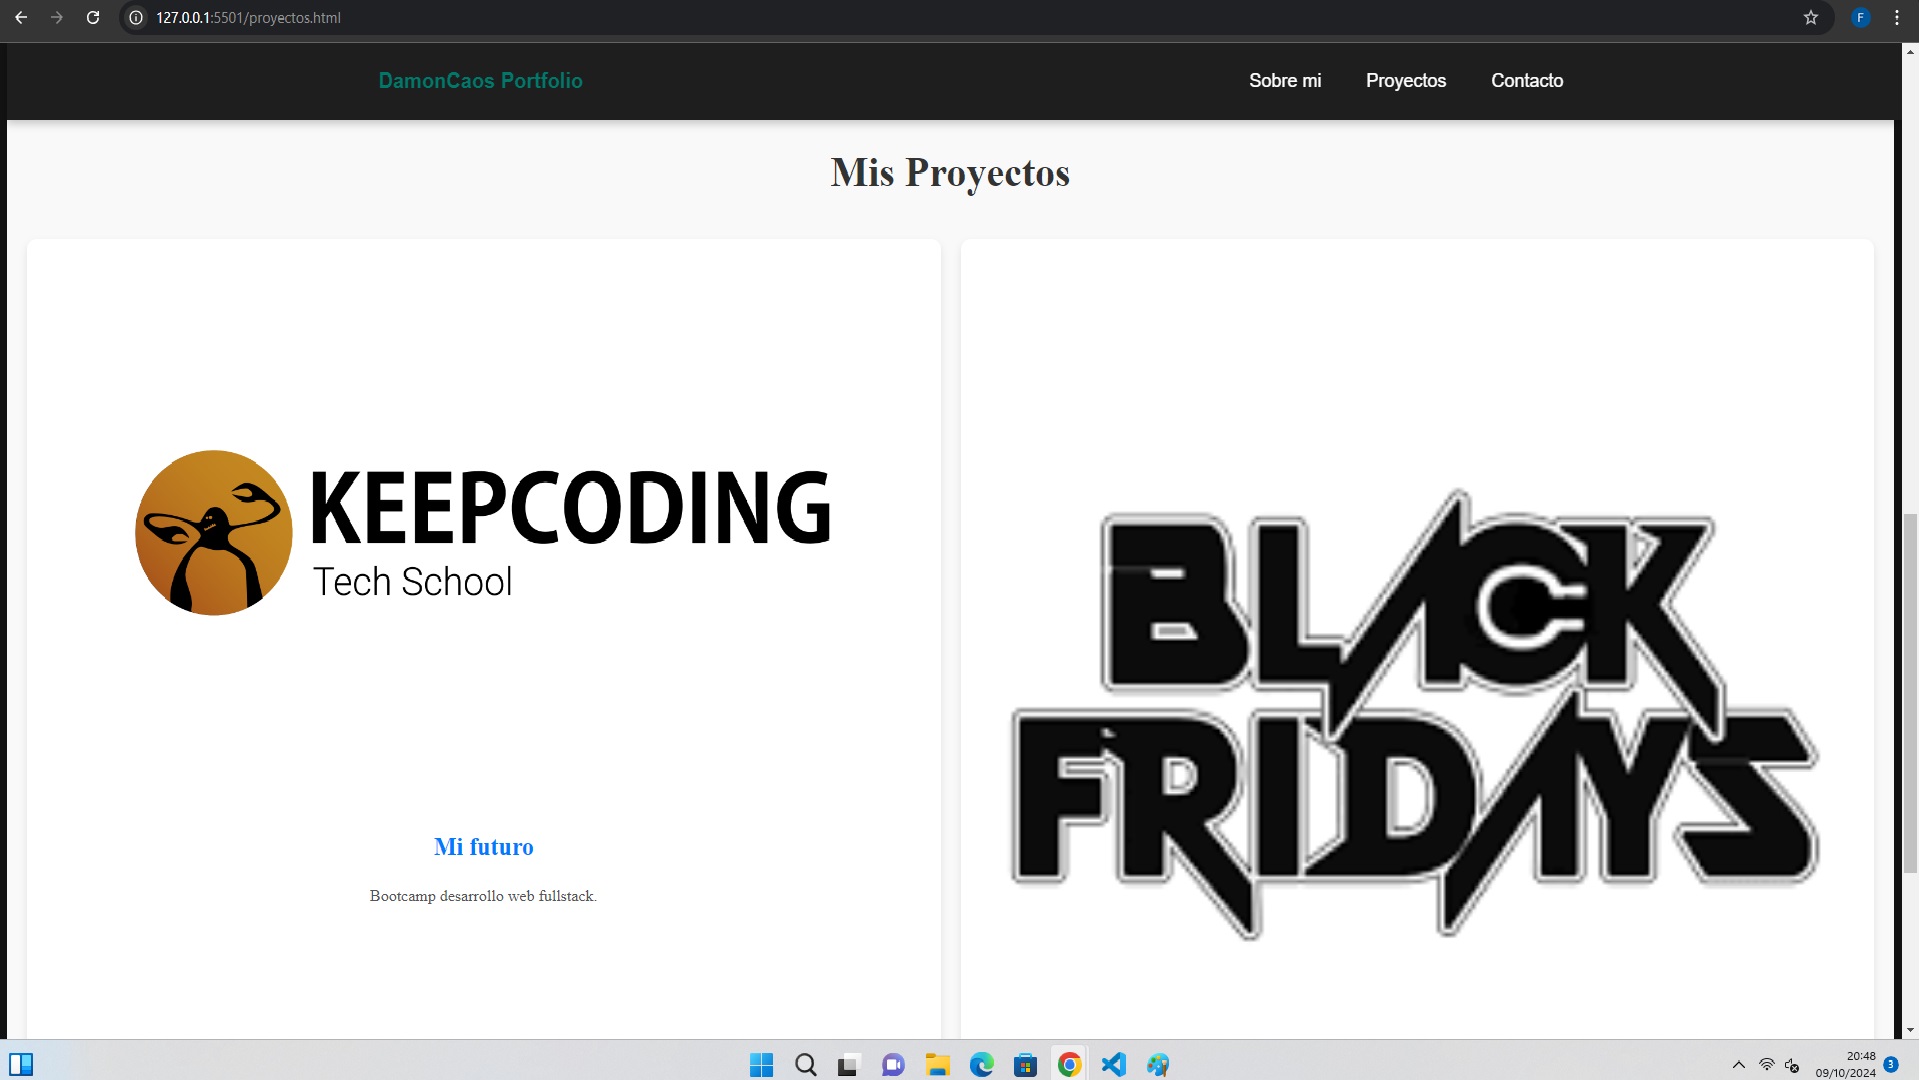 127.0.0.1:5501/proyectos.html
F
DamonCaos Portfolio
Sobre mi
Proyectos
Contacto
Mis Proyectos
KEEPCODING
Tech School
Mi futuro
Bootcamp desarrollo web fullstack.
BLACK
FRIDAYS
20:48
09/10/2024
3